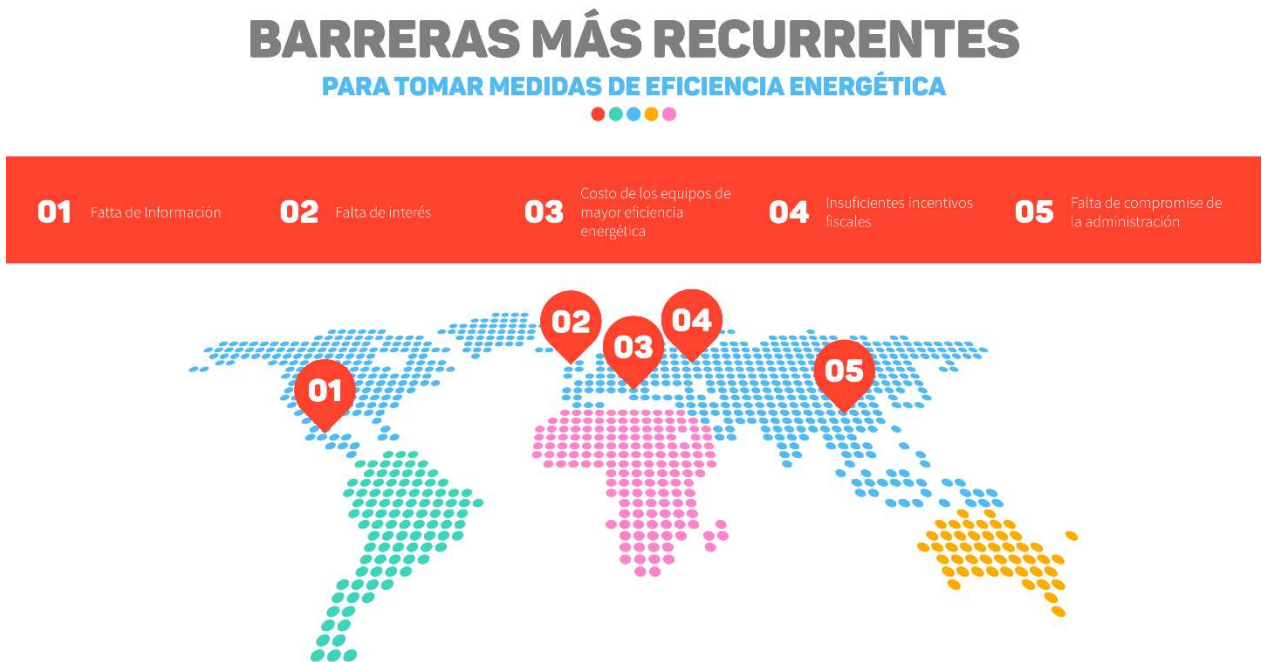 BARRERAS MÁS RECURRENTES
PARA TOMAR MEDIDAS DE EFICIENCIA ENERGÉTICA
01 Fatta de Información
02 Falta de interés
03 Costo de los equipos de
mayor eficiencia
energética
04 Insuficientes incentivos
fiscales
05 Falta de compromise de
la administración
01
02
03
04
05